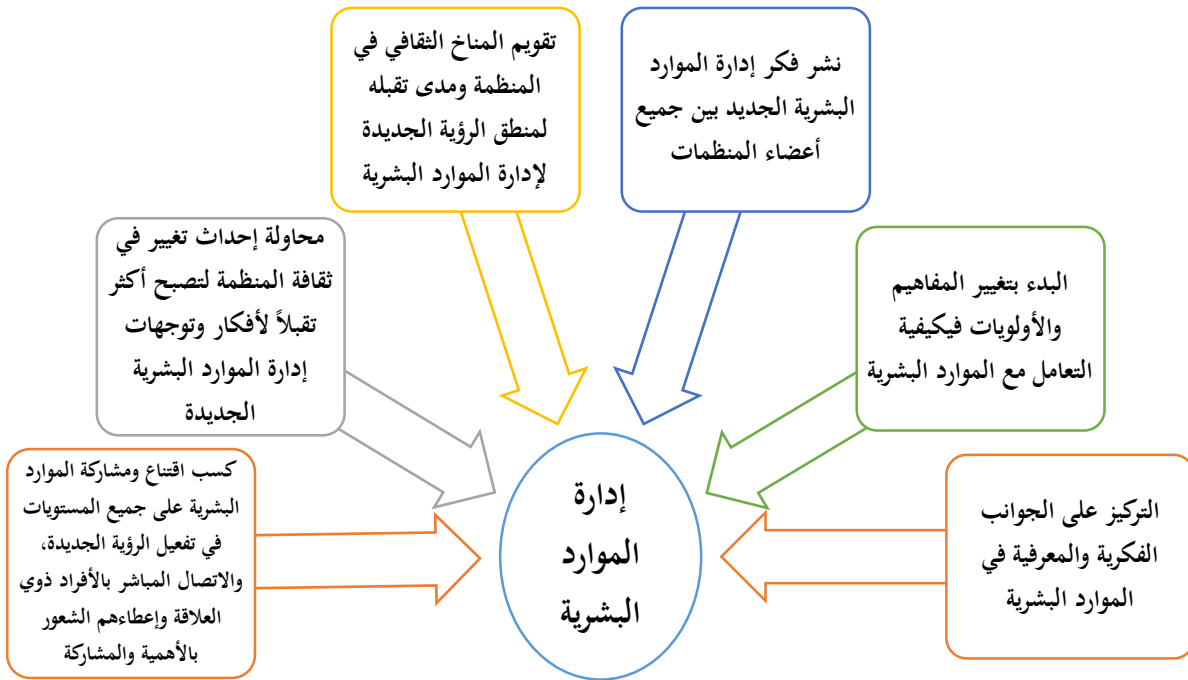 نشر فكر إدارة الموارد
البشرية الجديد بين جميع
أعضاء المنظمات
تقويم المناخ الثقافي في
المنظمة ومدى تقبله
لمنطق الرؤية الجديدة
لإدارة الموارد البشرية
البدء بتغيير المفاهيم
والأولويات فيكيفية
التعامل مع الموارد البشرية
محاولة إحداث تغيير في
ثقافة المنظمة لتصبح أكثر
تقبلاً لأفكار وتوجهات
إدارة الموارد البشرية
الجديدة
التركيز على الجوانب
الفكرية والمعرفية في
الموارد البشرية
إدارة
الموارد
البشرية
كسب اقتناع ومشاركة الموارد
البشرية على جميع المستويات
في تفعيل الرؤية الجديدة،
والاتصال المباشر بالأفراد ذوي
العلاقة وإعطاءهم الشعور
بالأهمية والمشاركة